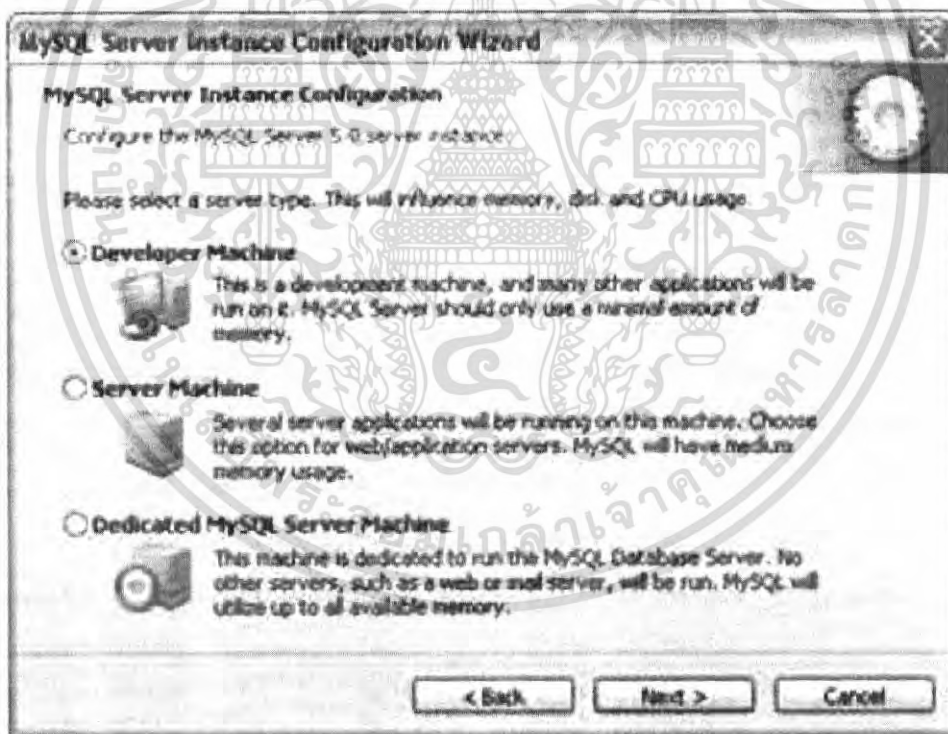 MySQL Server Instance Configuration Wizard
MySQL Server Instance Configuration
Configure the MySQL Server 5.0 server instance.
Please select a server type. This will influence memory, disk and CPU usage.
Developer Machine
This is a development machine, and many other applications will be
run on it. MySQL Server should only use a minimal amount of
memory.
Server Machine
Several server applications will be running on this machine. Choose
this option for web/application servers. MySQL will have medium
memory usage.
Dedicated MySQL Server Machine
This machine is dedicated to run the MySQL Database Server. No
other servers, such as a web or mail server, will be run. MySQL will
utilize up to all available memory.
< Back
Next >
Cancel